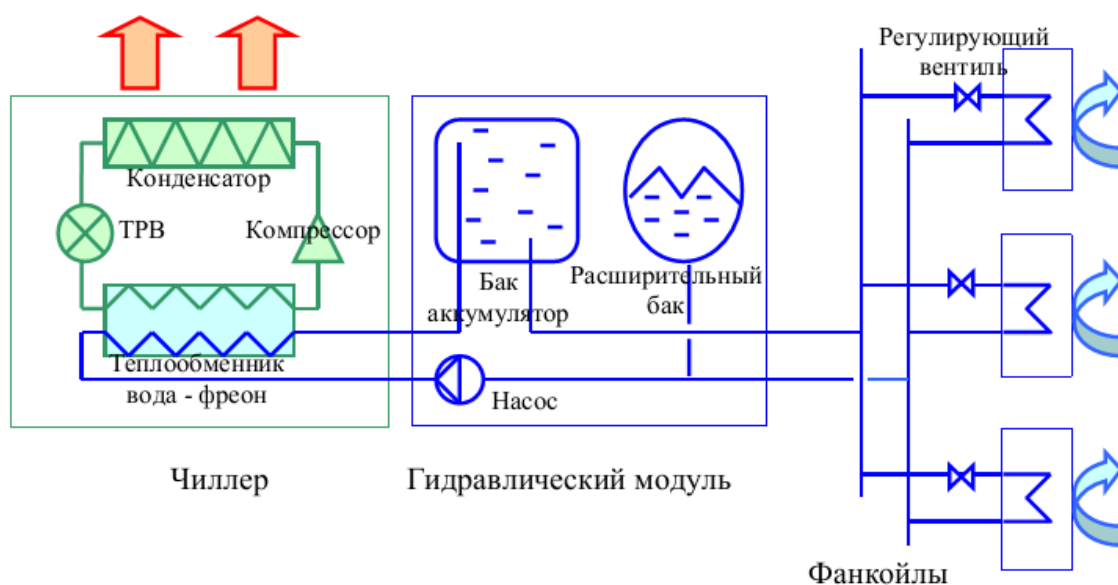 Регулирующий
вентиль
Конденсатор
ТРВ
Компрессор
Бак
аккумулятор
Расширительный
бак
Теплообменник
вода - фреон
Насос
Чиллер
Гидравлический модуль
Фанкойлы